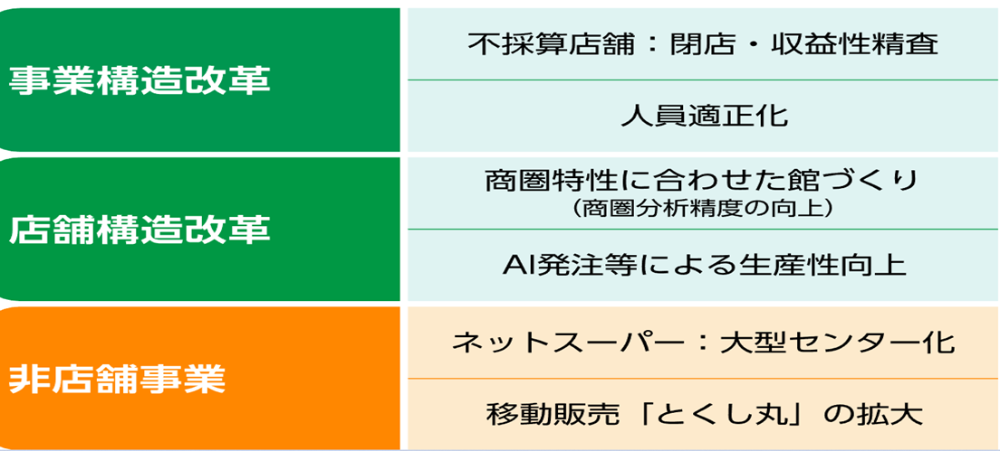 事業構造改革
不採算店舗：閉店・収益性精査
人員適正化
店舗構造改革
商圏特性に合わせた館づくり
（商圏分析精度の向上）
AI発注等による生産性向上
非店舗事業
ネットスーパー：大型センター化
移動販売「とくし丸」の拡大